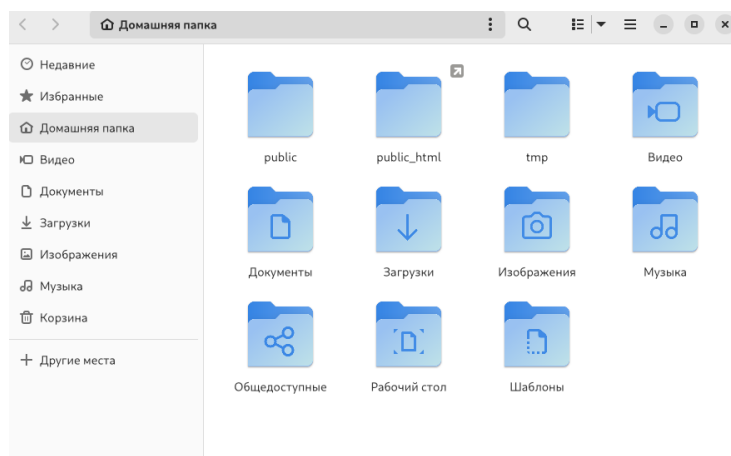 Домашняя папка
Недавние
Избранные
Домашняя папка
Видео
Документы
Загрузки
Изображения
Музыка
Корзина
Другие места
public
public_html
tmp
Видео
Документы
Загрузки
Изображения
Музыка
Общедоступные
Рабочий стол
Шаблоны